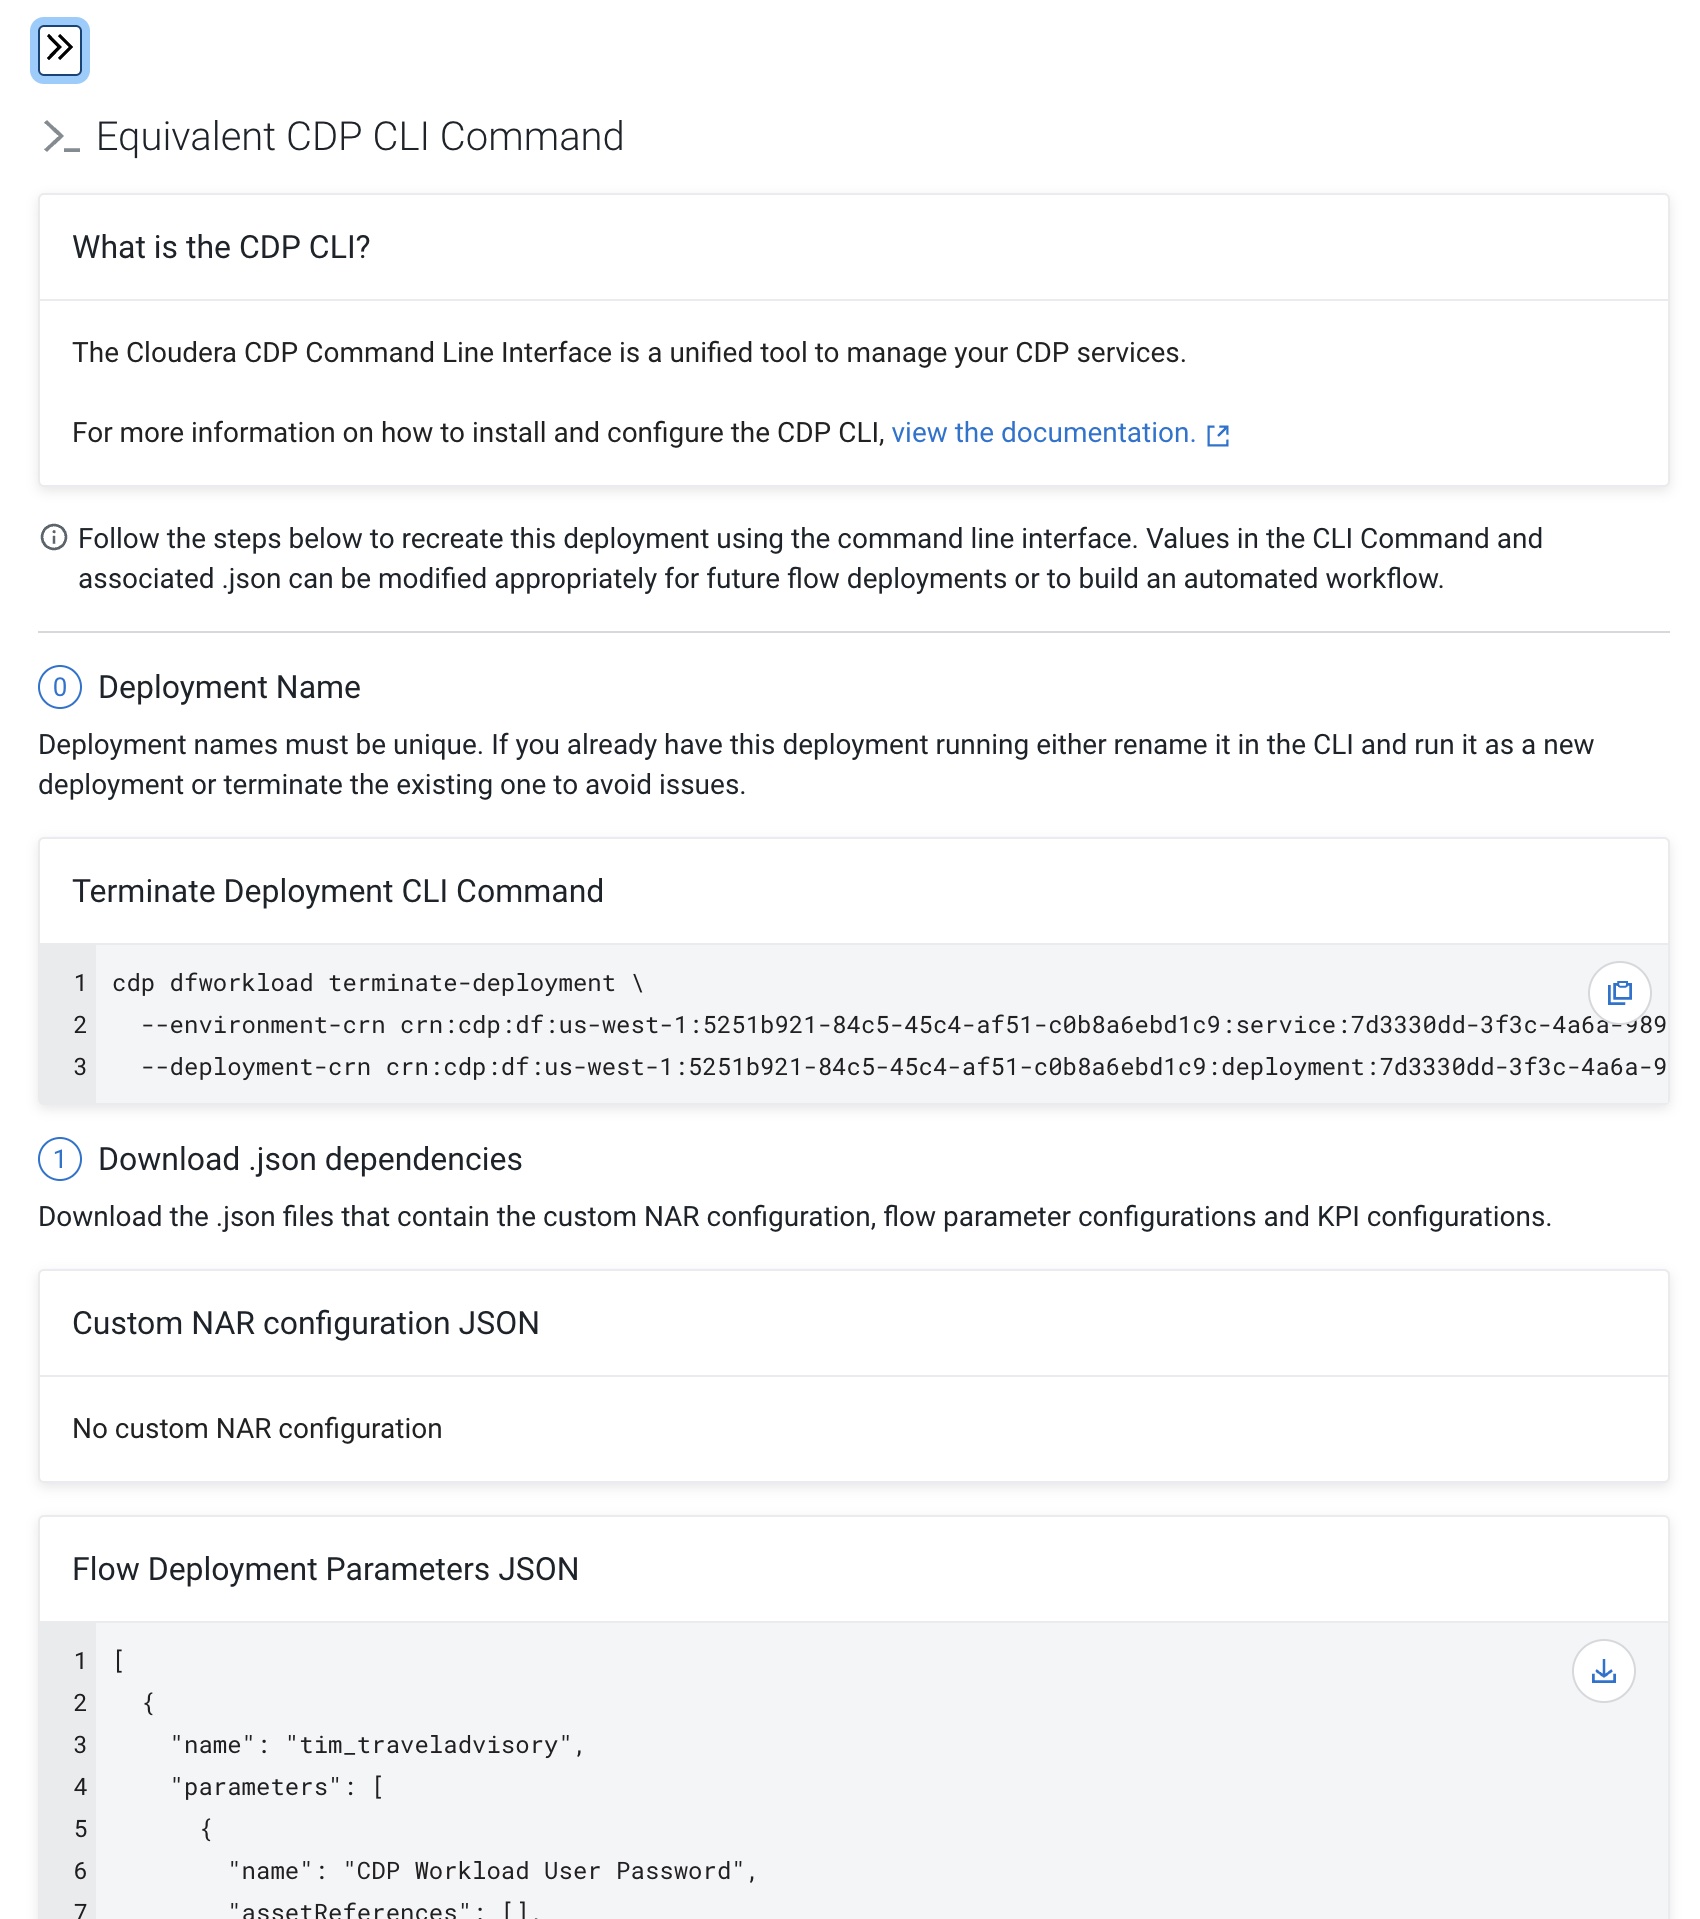 Equivalent CDP CLI Command
What is the CDP CLI?
The Cloudera CDP Command Line Interface is a unified tool to manage your CDP services.
For more information on how to install and configure the CDP CLI, view the documentation.
Follow the steps below to recreate this deployment using the command line interface. Values in the CLI Command and
associated .json can be modified appropriately for future flow deployments or to build an automated workflow.
0 Deployment Name
Deployment names must be unique. If you already have this deployment running either rename it in the CLI and run it as a new
deployment or terminate the existing one to avoid issues.
Terminate Deployment CLI Command
1 cdp dfworkload terminate-deployment \
2 --environment-crn crn:cdp:df:us-west-1:5251b921-84c5-45c4-af51-c0b8a6ebd1c9:service:7d3330dd-3f3c-4a6a-989
3 --deployment-crn crn:cdp:df:us-west-1:5251b921-84c5-45c4-af51-c0b8a6ebd1c9:deployment:7d3330dd-3f3c-4a6a-9
1 Download .json dependencies
Download the .json files that contain the custom NAR configuration, flow parameter configurations and KPI configurations.
Custom NAR configuration JSON
No custom NAR configuration
Flow Deployment Parameters JSON
1 [
2 {
3 "name": "tim_traveladvisory",
4 "parameters": [
5 {
6 "name": "CDP Workload User Password",
7 "assetReferences": [],